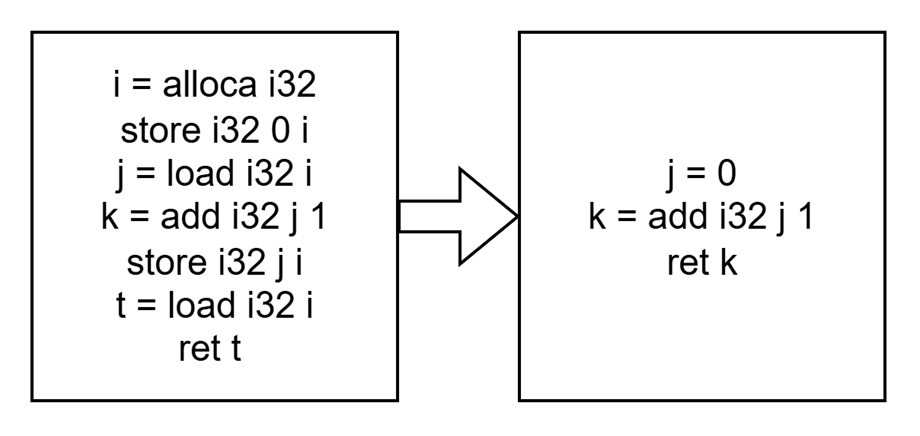 i = alloca i32
store i32 0 i
j = load i32 i
k = add i32 j 1
store i32 j i
t = load i32 i
ret t
j = 0
k = add i32 j 1
ret k